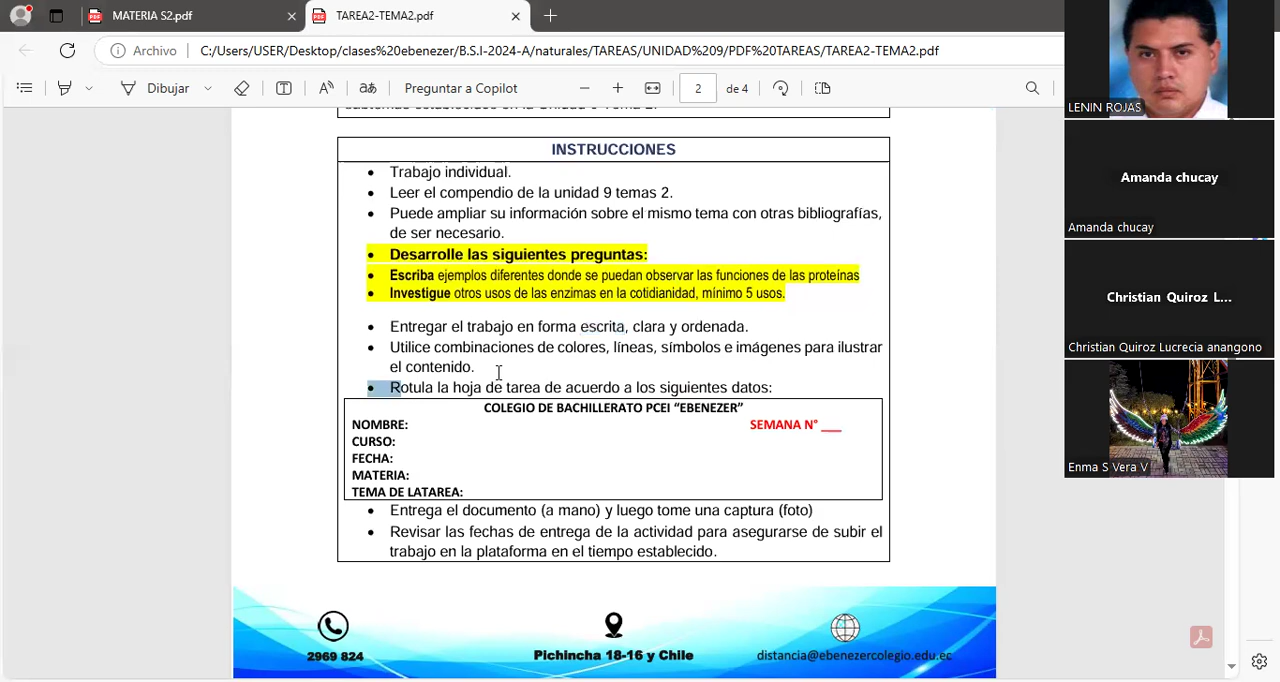 MATERIA S2.pdf
TAREA2-TEMA2.pdf
Archivo
C:/Users/USER/Desktop/clases%20ebenezer/B.S.I-2024-A/naturales/TAREAS/UNIDAD%209/PDF%20TAREAS/TAREA2-TEMA2.pdf
Dibujar
Preguntar a Copilot
2 de 4
INSTRUCCIONES
• Trabajo individual.
• Leer el compendio de la unidad 9 temas 2.
• Puede ampliar su información sobre el mismo tema con otras bibliografías,
de ser necesario.
• Desarrolle las siguientes preguntas:
• Escriba ejemplos diferentes donde se puedan observar las funciones de las proteínas
• Investigue otros usos de las enzimas en la cotidianidad, mínimo 5 usos.
• Entregar el trabajo en forma escrita, clara y ordenada.
• Utilice combinaciones de colores, líneas, símbolos e imágenes para ilustrar
el contenido.
• Rotula la hoja de tarea de acuerdo a los siguientes datos:
COLEGIO DE BACHILLERATO PCEI “EBENEZER”
NOMBRE: SEMANA N° ___
CURSO:
FECHA:
MATERIA:
TEMA DE LATAREA:
• Entrega el documento (a mano) y luego tome una captura (foto)
• Revisar las fechas de entrega de la actividad para asegurarse de subir el
trabajo en la plataforma en el tiempo establecido.
2969 824
Pichincha 18-16 y Chile
distancia@ebenezercolegio.edu.ec
LENIN ROJAS
Amanda chucay
Amanda chucay
Christian Quiroz L...
Christian Quiroz Lucrecia anangono
Enma S Vera V